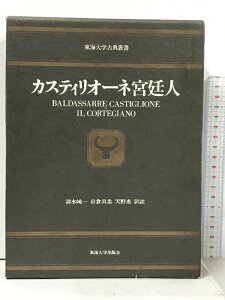 東海大学古典叢書
カスティリオーネ宮廷人
BALDASSARRE CASTIGLIONE
IL CORTEGIANO
清水純一 岩倉具忠 天野恵 訳註
東海大学出版会